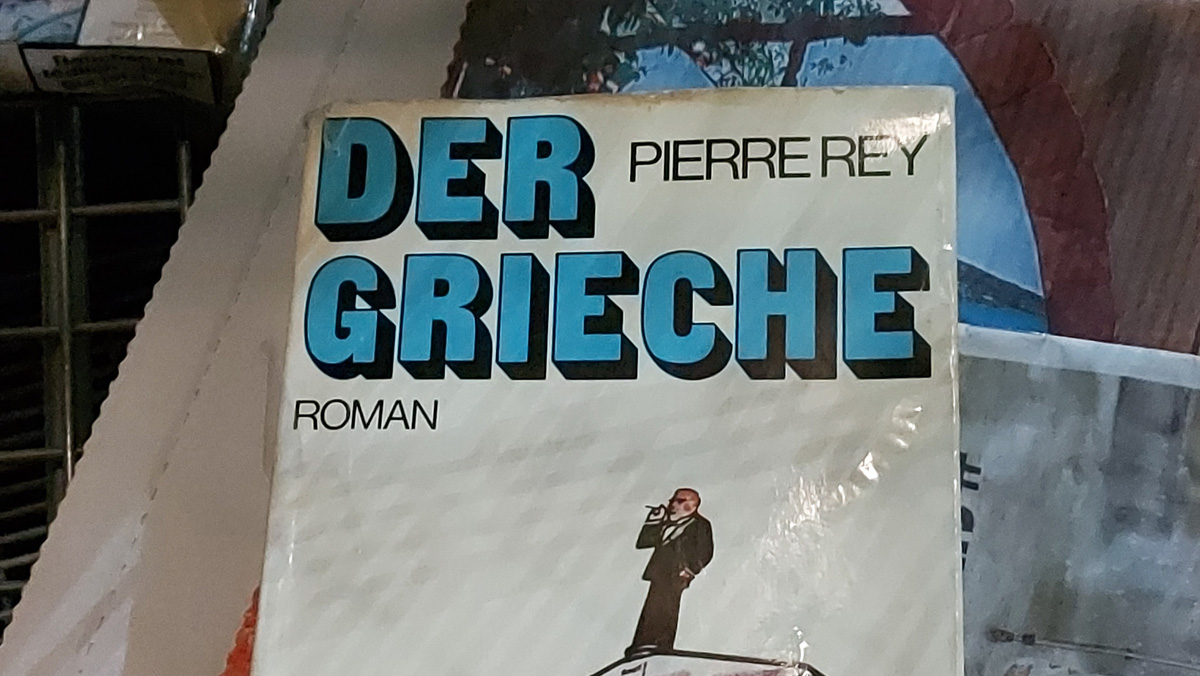 DER
PIERRE REY
GRIECHE
ROMAN